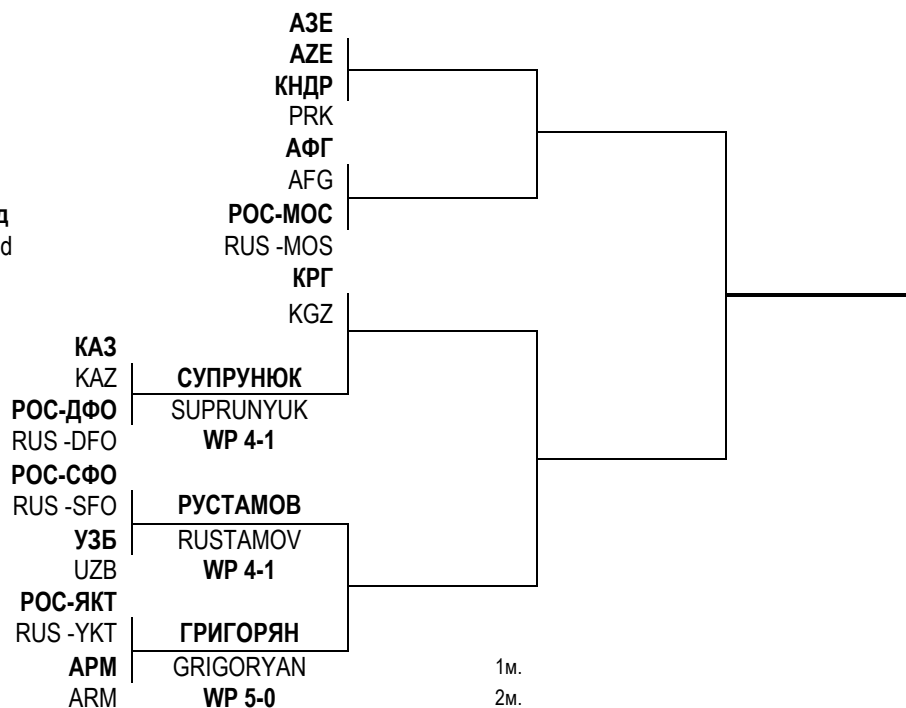 АЗЕ
AZE
КНДР
PRK
АФГ
AFG
д РОС-МОС
d RUS -MOS
КРГ
KGZ
КАЗ
KAZ СУПРУНЮК
РОС-ДФО SUPRUNYUK
RUS -DFO WP 4-1
РОС-СФО
RUS -SFO РУСТАМОВ
УЗБ RUSTAMOV
UZB WP 4-1
РОС-ЯКТ
RUS -YKT ГРИГОРЯН
АРМ GRIGORYAN 1м.
ARM WP 5-0 2м.